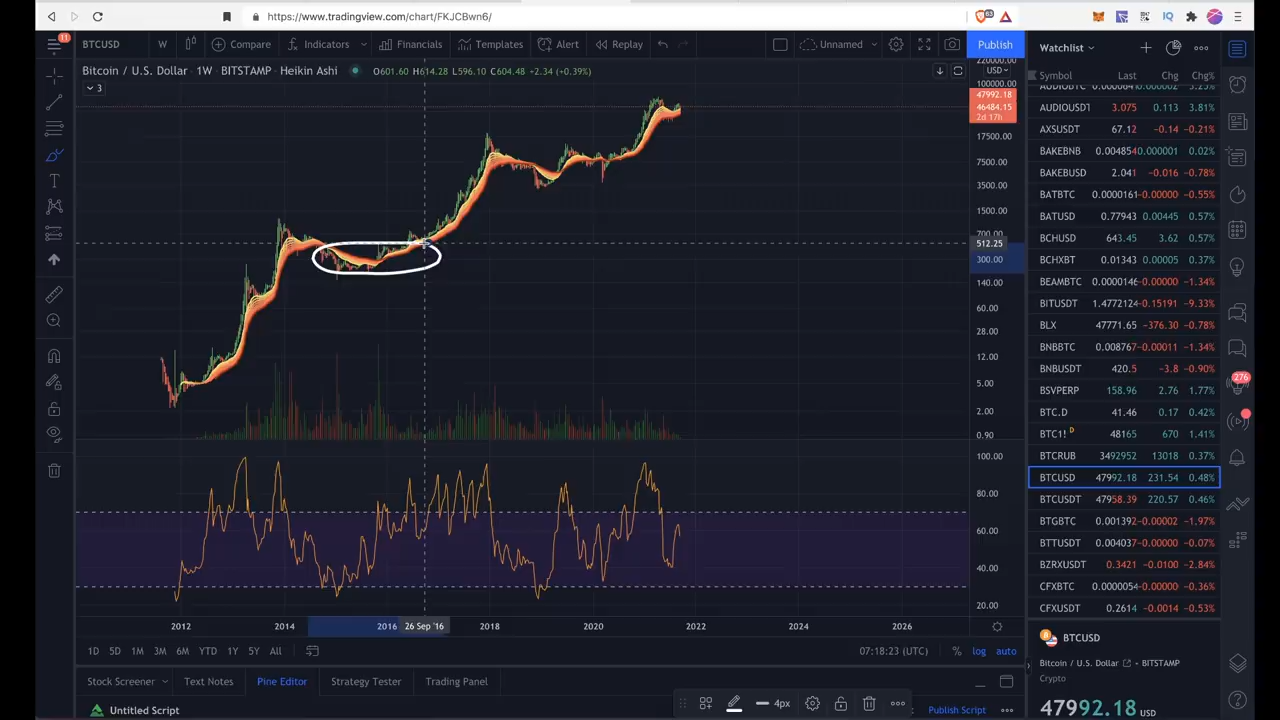 https://www.tradingview.com/chart/FKJCBwn6/
63
IQ
11
BTCUSD W Compare Indicators Financials Templates Alert Replay Unnamed Publish
Bitcoin / U.S. Dollar · 1W · BITSTAMP · Heikin Ashi O601.60 H614.28 L596.10 C604.48 +2.34 (+0.39%)
3
220000.00
USD
100000.00
47992.18
46484.15
2d 17h
17500.00
7500.00
3500.00
1500.00
700.00
512.25
300.00
140.00
60.00
28.00
12.00
5.00
2.00
0.90
100.00
80.00
60.00
40.00
20.00
2012 2014 2016 26 Sep '16 2018 2020 2022 2024 2026
1D 5D 1M 3M 6M YTD 1Y 5Y All 07:18:23 (UTC) % log auto
Stock Screener Text Notes Pine Editor Strategy Tester Trading Panel
Untitled Script 4px Publish Script
Watchlist
Symbol Last Chg Chg%
AUDIOUSDT 3.075 0.113 3.81%
AXSUSDT 67.12 -0.14 -0.21%
BAKEBNB 0.004854 0.000001 0.02%
BAKEUSD 2.041 -0.016 -0.78%
BATBTC 0.0000161 -0.00000 -0.55%
BATUSD 0.77943 0.00445 0.57%
BCHUSD 643.45 3.62 0.57%
BCHXBT 0.01343 0.00005 0.37%
BEAMBTC 0.0000146 -0.00000 -1.34%
BITUSDT 1.4772124 -0.15191 -9.33%
BLX 47771.65 -376.30 -0.78%
BNBBTC 0.008767 -0.00011 -1.34%
BNBUSDT 420.5 -3.8 -0.90%
BSVPERP 158.96 2.76 1.77%
BTC.D 41.46 0.17 0.42%
BTC1! D 48165 670 1.41%
BTCRUB 3492952 13018 0.37%
BTCUSD 47992.18 231.54 0.48%
BTCUSDT 47958.39 220.57 0.46%
BTGBTC 0.001392 -0.00002 -1.97%
BTTUSDT 0.004037 -0.00000 -0.07%
BZRXUSDT 0.3421 -0.0100 -2.84%
CFXBTC 0.0000054 -0.00000 -0.36%
CFXUSDT 0.2614 -0.0014 -0.53%
BTCUSD
Bitcoin / U.S. Dollar • BITSTAMP
Crypto
47992.18 USD
276